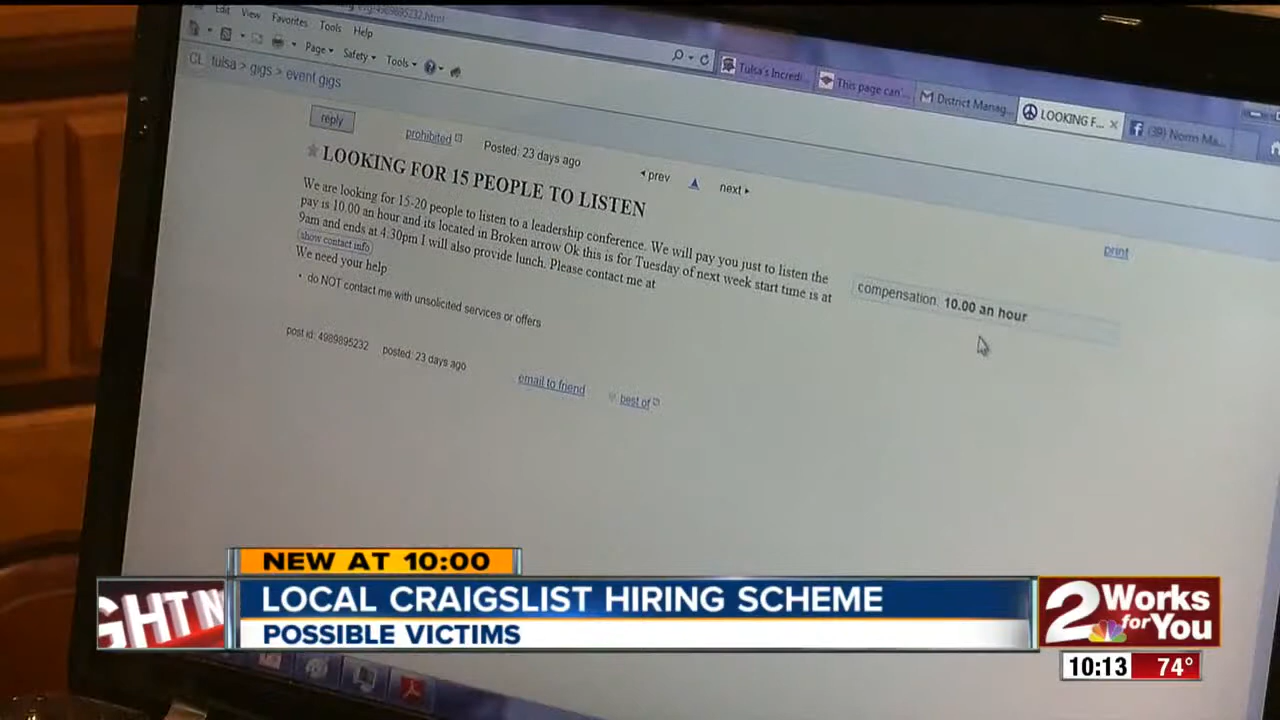 4989895232.html
Edit View Favorites Tools Help
Page Safety Tools
Tulsa's Incredi... This page can'... District Manag... LOOKING F... (39) Norm Ma...
CL tulsa > gigs > event gigs
reply prohibited Posted: 23 days ago prev next print
LOOKING FOR 15 PEOPLE TO LISTEN
We are looking for 15-20 people to listen to a leadership conference. We will pay you just to listen the
pay is 10.00 an hour and its located in Broken arrow Ok this is for Tuesday of next week start time is at
9am and ends at 4:30pm I will also provide lunch. Please contact me at
show contact info
We need your help
compensation: 10.00 an hour
• do NOT contact me with unsolicited services or offers
post id: 4989895232 posted: 23 days ago email to friend best of
NEW AT 10:00
GHT N
LOCAL CRAIGSLIST HIRING SCHEME
POSSIBLE VICTIMS
2 Works for You
10:13 74°